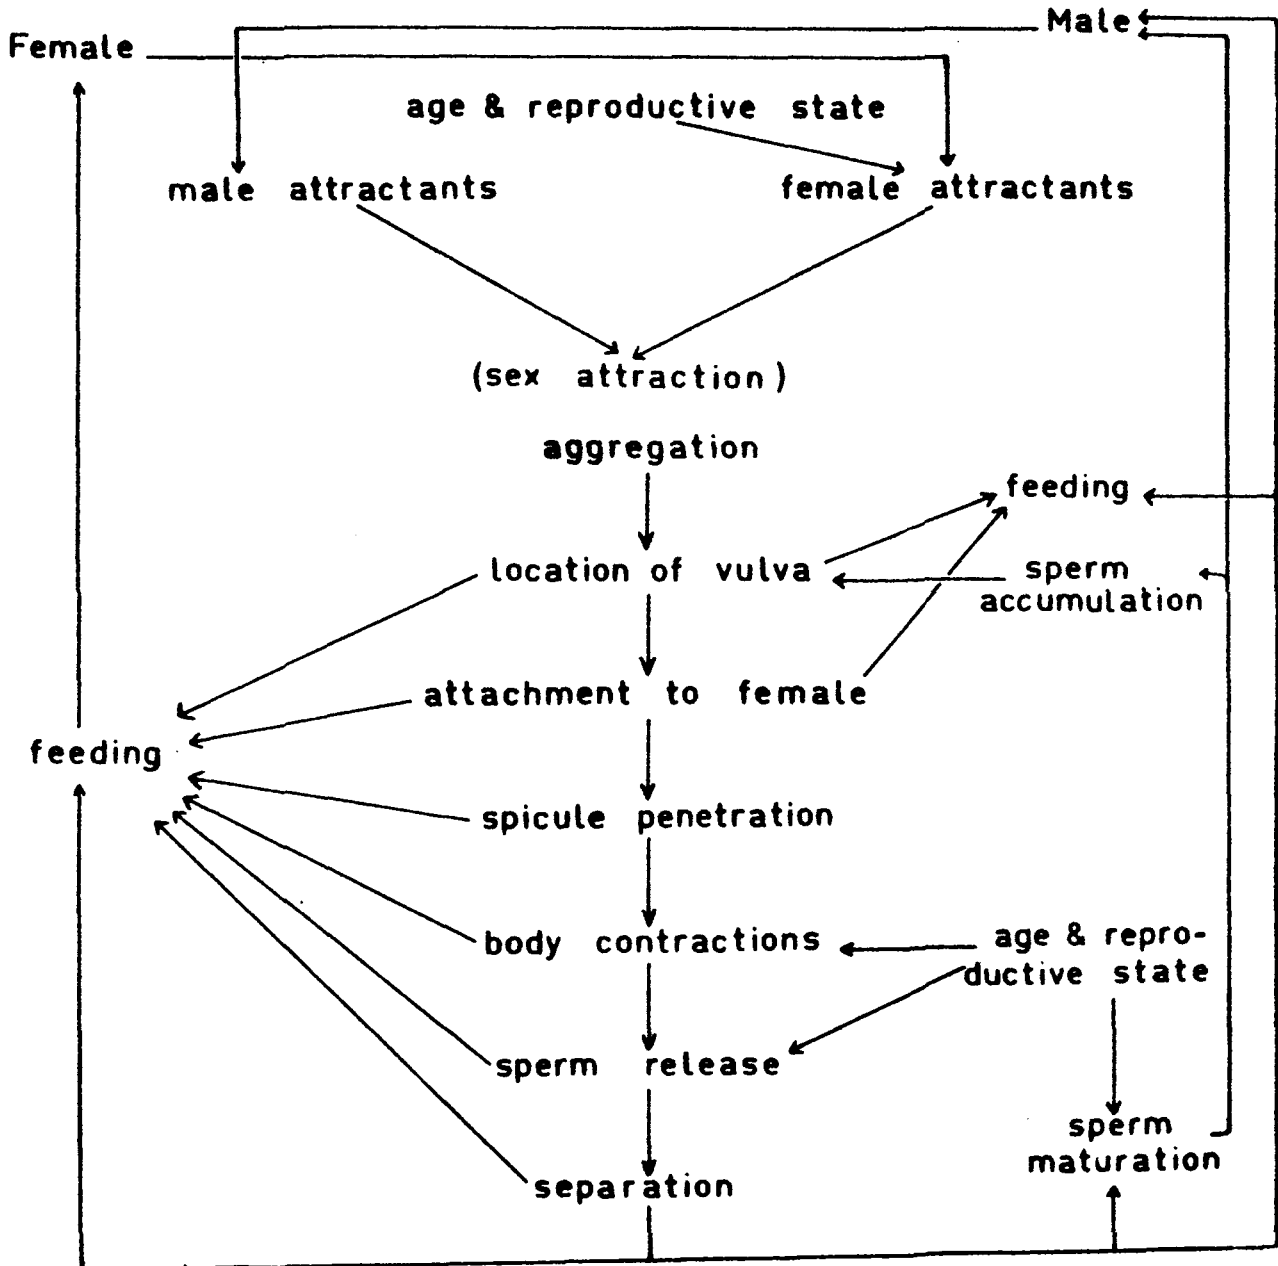 Male
Female
age & reproductive state
male attractants
female attractants
(sex attraction)
aggregation
feeding
location of vulva
sperm
accumulation
attachment to female
feeding
spicule penetration
body contractions
age & repro-
ductive state
sperm release
sperm
maturation
separation